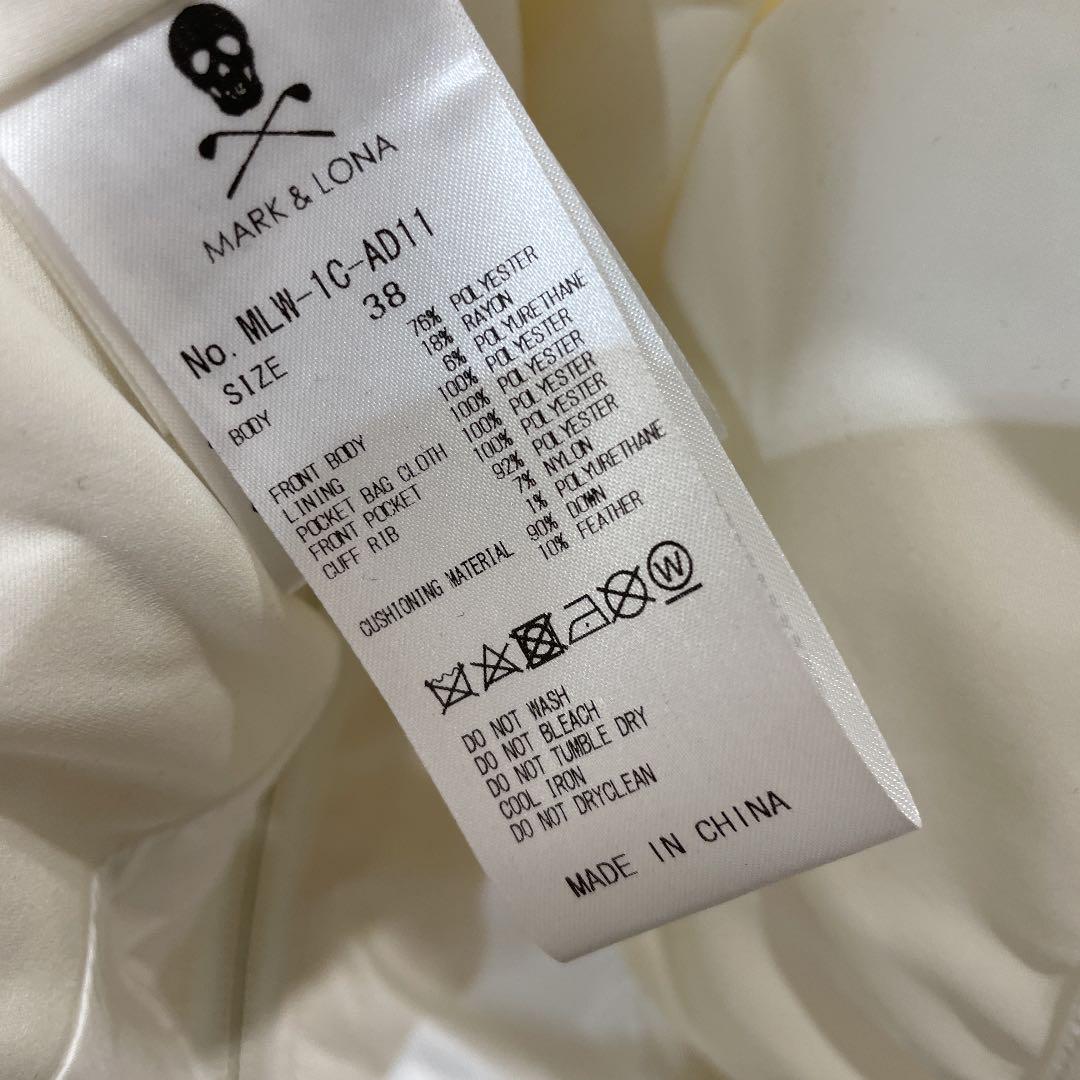 MARK & LONA
No. MLW-1C-AD11
SIZE 38
BODY 76% POLYESTER
18% RAYON
6% POLYURETHANE
FRONT BODY 100% POLYESTER
LINING 100% POLYESTER
POCKET BAG CLOTH 100% POLYESTER
FRONT POCKET 100% POLYESTER
CUFF RIB 92% POLYESTER
7% NYLON
1% POLYURETHANE
CUSHIONING MATERIAL 90% DOWN
10% FEATHER
W
DO NOT WASH
DO NOT BLEACH
DO NOT TUMBLE DRY
COOL IRON
DO NOT DRYCLEAN
MADE IN CHINA